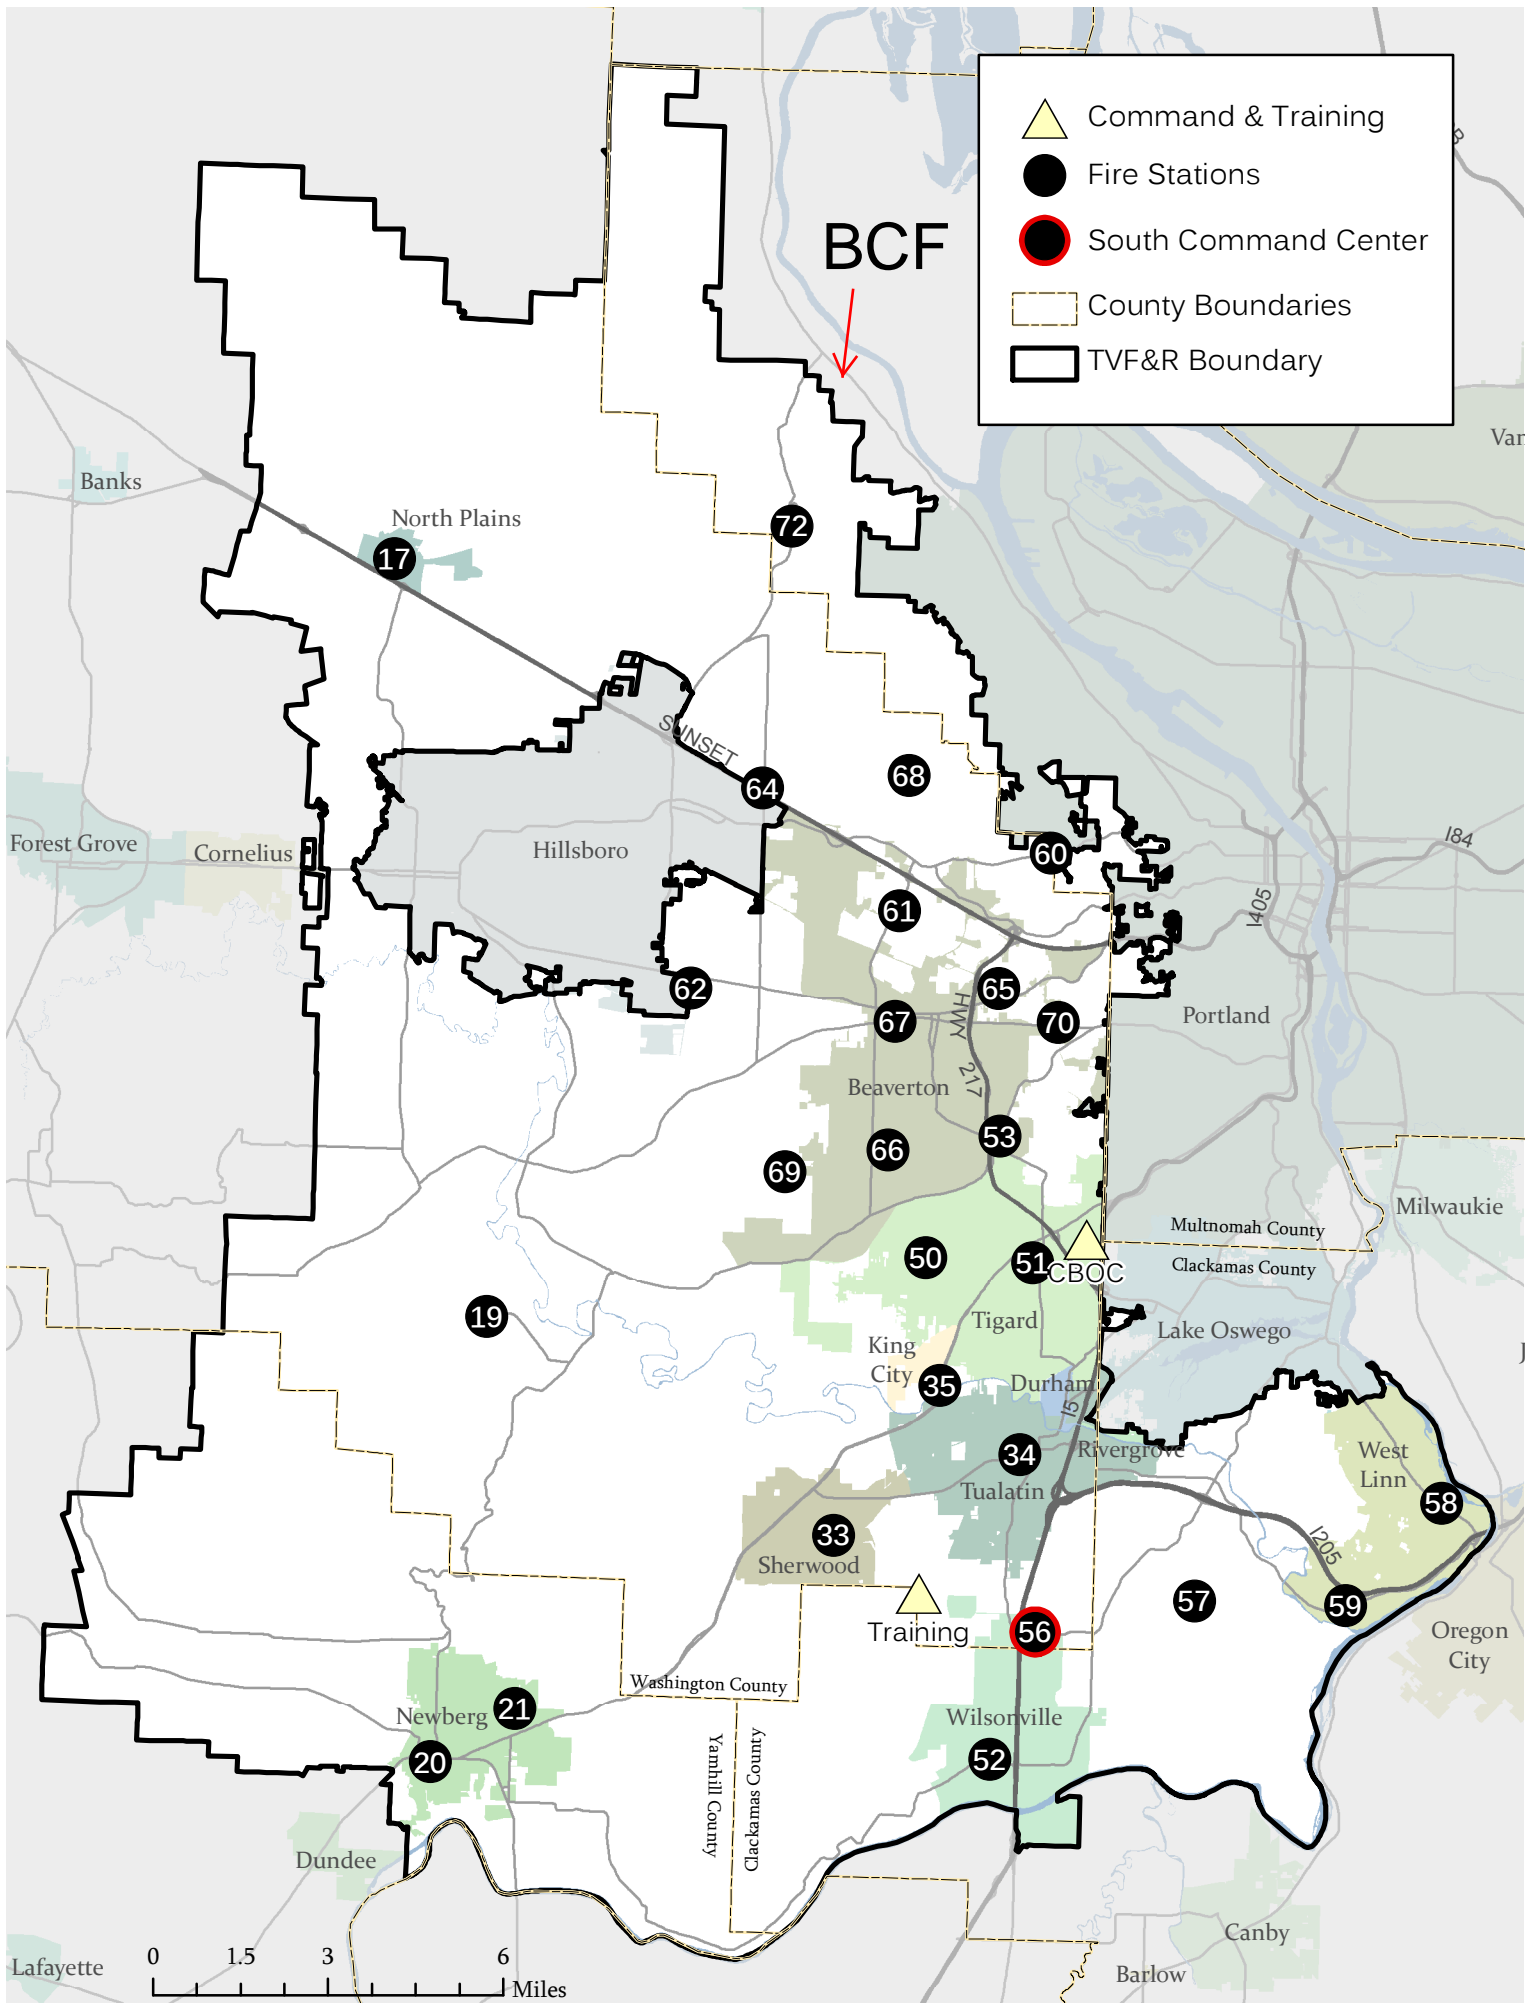 Command & Training
Fire Stations
South Command Center
County Boundaries
TVF&R Boundary
BCF
Van
Banks
North Plains
72
17
SUNSET
68
64
I84
Forest Grove
Cornelius
Hillsboro
60
I405
61
62
65
HWY
217
67
70
Portland
Beaverton
53
66
69
Milwaukie
Multnomah County
Clackamas County
50
51
CBOC
19
Tigard
Lake Oswego
King
City
35
Durham
I5
34
Rivergrove
West
Linn
Tualatin
58
33
Sherwood
I205
57
59
Training
56
Oregon
City
Washington County
21
Newberg
Wilsonville
20
52
Yamhill County
Clackamas County
Dundee
Canby
Lafayette
Barlow
0 1.5 3 6
Miles